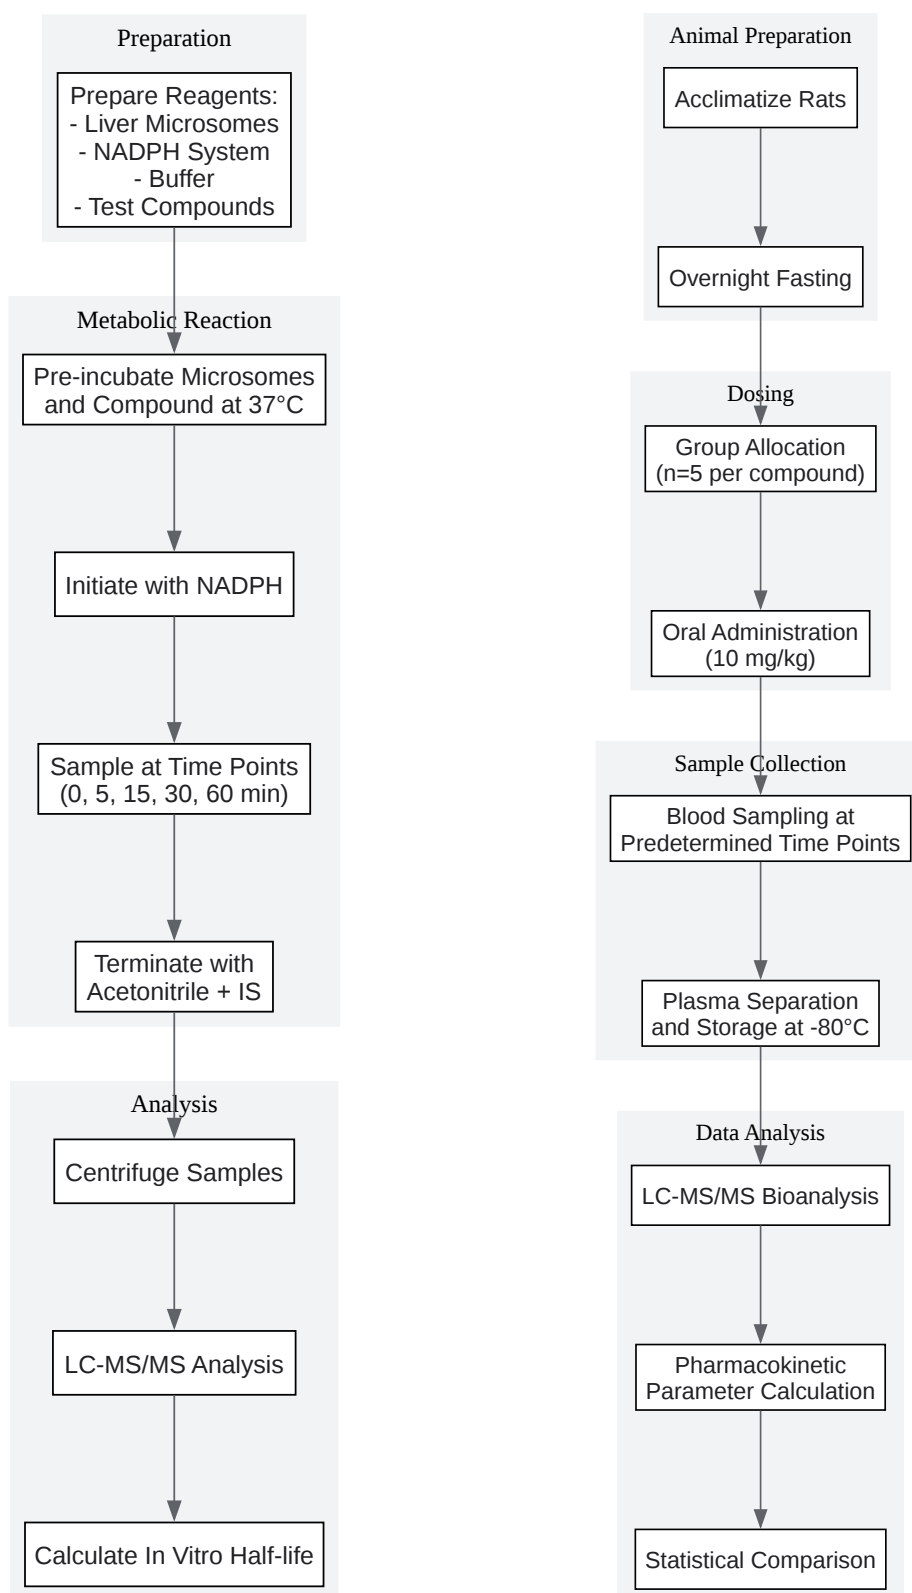 Preparation
Prepare Reagents:
- Liver Microsomes
- NADPH System
- Buffer
- Test Compounds
Metabolic Reaction
Pre-incubate Microsomes
and Compound at 37°C
Initiate with NADPH
Sample at Time Points
(0, 5, 15, 30, 60 min)
Terminate with
Acetonitrile + IS
Analysis
Centrifuge Samples
LC-MS/MS Analysis
Calculate In Vitro Half-life
Animal Preparation
Acclimatize Rats
Overnight Fasting
Dosing
Group Allocation
(n=5 per compound)
Oral Administration
(10 mg/kg)
Sample Collection
Blood Sampling at
Predetermined Time Points
Plasma Separation
and Storage at -80°C
Data Analysis
LC-MS/MS Bioanalysis
Pharmacokinetic
Parameter Calculation
Statistical Comparison